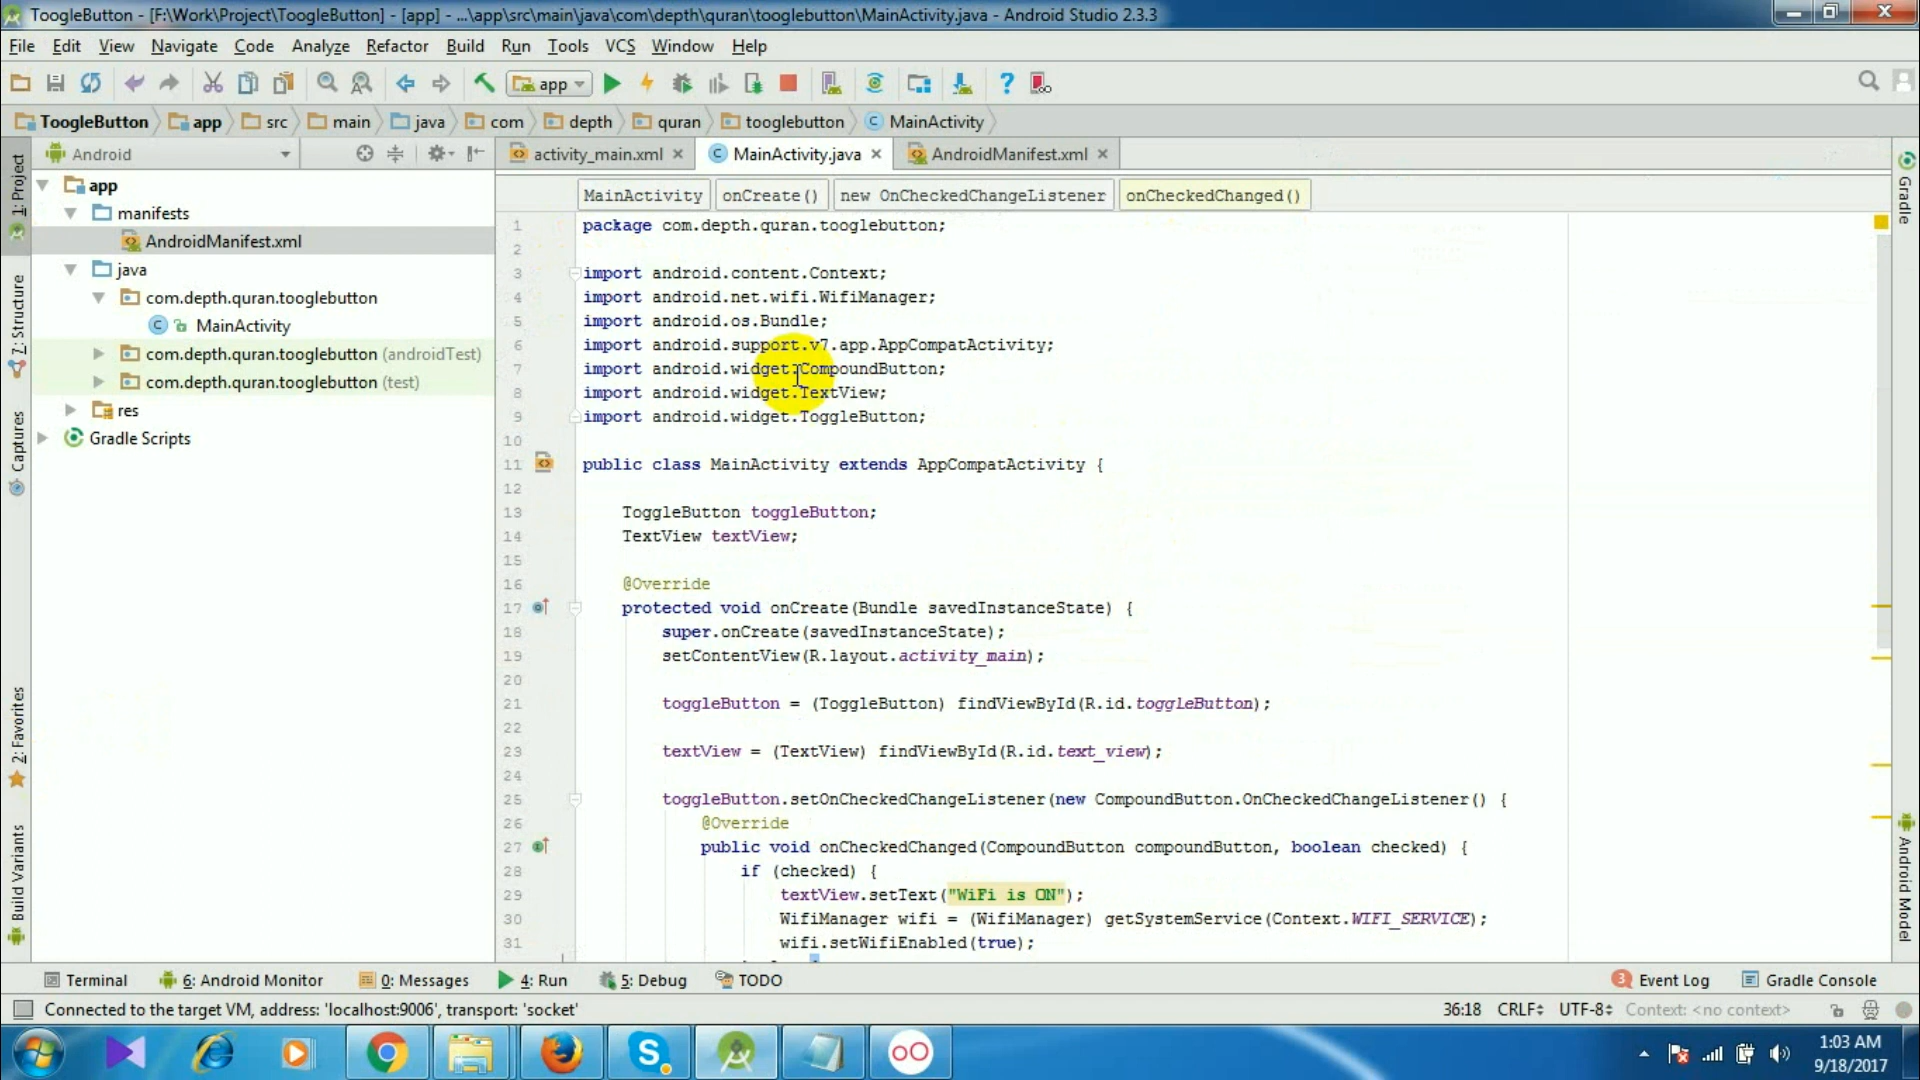 ToogleButton - [F:\Work\Project\ToogleButton] - [app] - ...\app\src\main\java\com\depth\quran\tooglebutton\MainActivity.java - Android Studio 2.3.3
File Edit View Navigate Code Analyze Refactor Build Run Tools VCS Window Help
app
ToogleButton app src main java com depth quran tooglebutton MainActivity
Android
activity_main.xml MainActivity.java AndroidManifest.xml
MainActivity onCreate() new OnCheckedChangeListener onCheckedChanged()
1: Project
7: Structure
Captures
2: Favorites
Build Variants
app
manifests
AndroidManifest.xml
java
com.depth.quran.tooglebutton
MainActivity
com.depth.quran.tooglebutton (androidTest)
com.depth.quran.tooglebutton (test)
res
Gradle Scripts
1 package com.depth.quran.tooglebutton;
2
3 import android.content.Context;
4 import android.net.wifi.WifiManager;
5 import android.os.Bundle;
6 import android.support.v7.app.AppCompatActivity;
7 import android.widget.CompoundButton;
8 import android.widget.TextView;
9 import android.widget.ToggleButton;
10
11 public class MainActivity extends AppCompatActivity {
12
13 ToggleButton toggleButton;
14 TextView textView;
15
16 @Override
17 protected void onCreate(Bundle savedInstanceState) {
18 super.onCreate(savedInstanceState);
19 setContentView(R.layout.activity_main);
20
21 toggleButton = (ToggleButton) findViewById(R.id.toggleButton);
22
23 textView = (TextView) findViewById(R.id.text_view);
24
25 toggleButton.setOnCheckedChangeListener(new CompoundButton.OnCheckedChangeListener() {
26 @Override
27 public void onCheckedChanged(CompoundButton compoundButton, boolean checked) {
28 if (checked) {
29 textView.setText("WiFi is ON");
30 WifiManager wifi = (WifiManager) getSystemService(Context.WIFI_SERVICE);
31 wifi.setWifiEnabled(true);
Gradle
Android Model
Terminal 6: Android Monitor 0: Messages 4: Run 5: Debug TODO 3 Event Log Gradle Console
Connected to the target VM, address: 'localhost:9006', transport: 'socket' 36:18 CRLF UTF-8 Context: <no context>
1:03 AM
9/18/2017